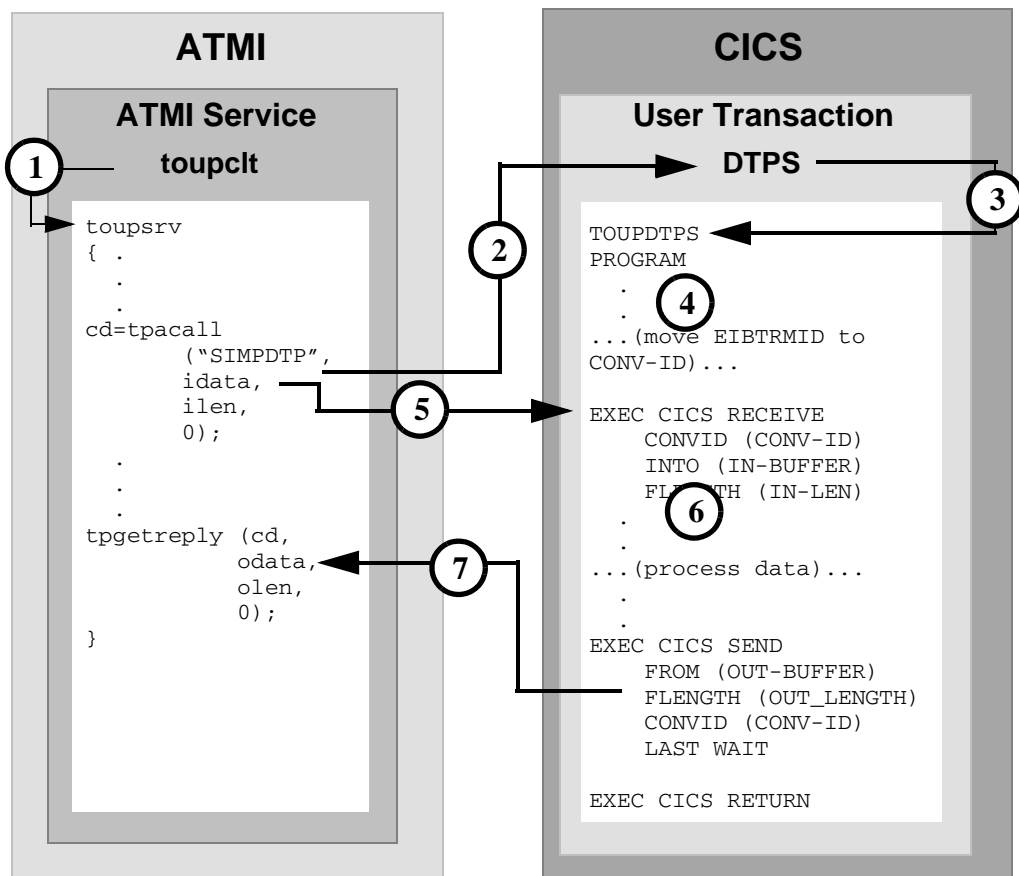 ATMI
ATMI Service
toupclt
1
toupsrv
{ .
.
.
cd=tpacall
(“SIMPDTP”,
idata,
ilen,
0);
.
.
.
tpgetreply (cd,
odata,
olen,
0);
}
2
5
7
CICS
User Transaction
DTPS
3
TOUPDTPS
PROGRAM
.
.
4
...(move EIBTRMID to
CONV-ID)...
EXEC CICS RECEIVE
CONVID (CONV-ID)
INTO (IN-BUFFER)
FLENGTH (IN-LEN)
6
.
.
...(process data)...
.
.
EXEC CICS SEND
FROM (OUT-BUFFER)
FLENGTH (OUT_LENGTH)
CONVID (CONV-ID)
LAST WAIT
EXEC CICS RETURN